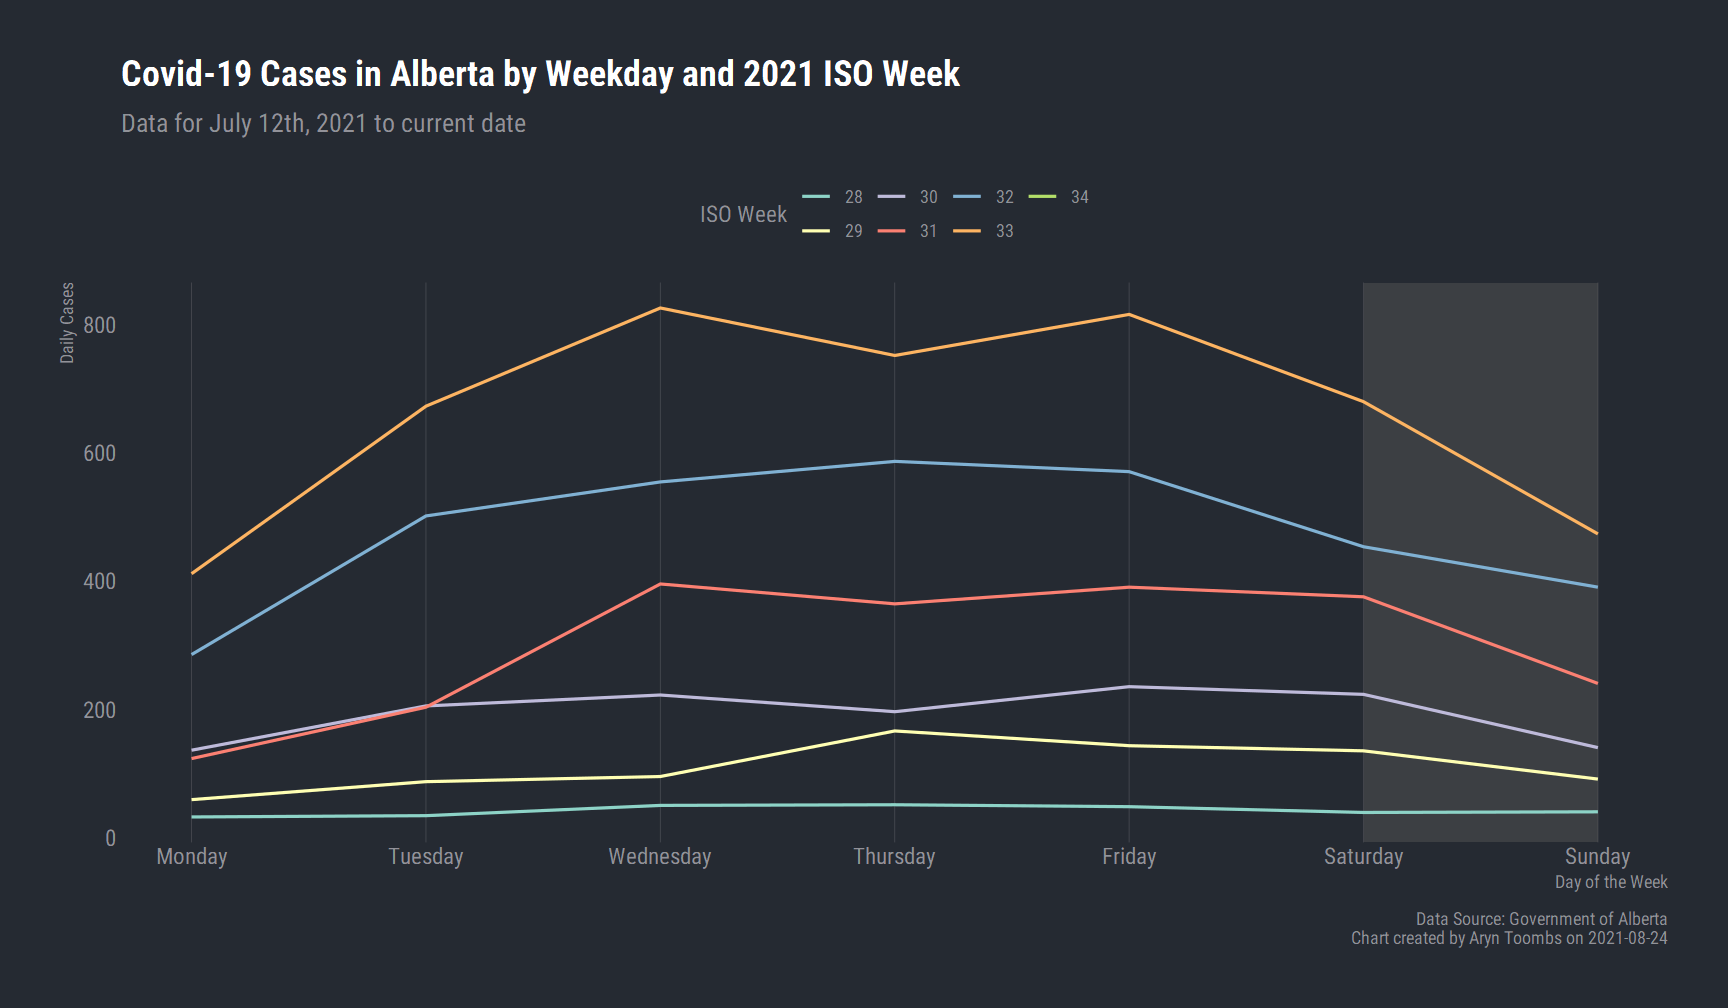 Covid-19 Cases in Alberta by Weekday and 2021 ISO Week
Data for July 12th, 2021 to current date
ISO Week
28 30 32 34
29 31 33
Daily Cases
800
600
400
200
0
Monday Tuesday Wednesday Thursday Friday Saturday Sunday
Day of the Week
Data Source: Government of Alberta
Chart created by Aryn Toombs on 2021-08-24